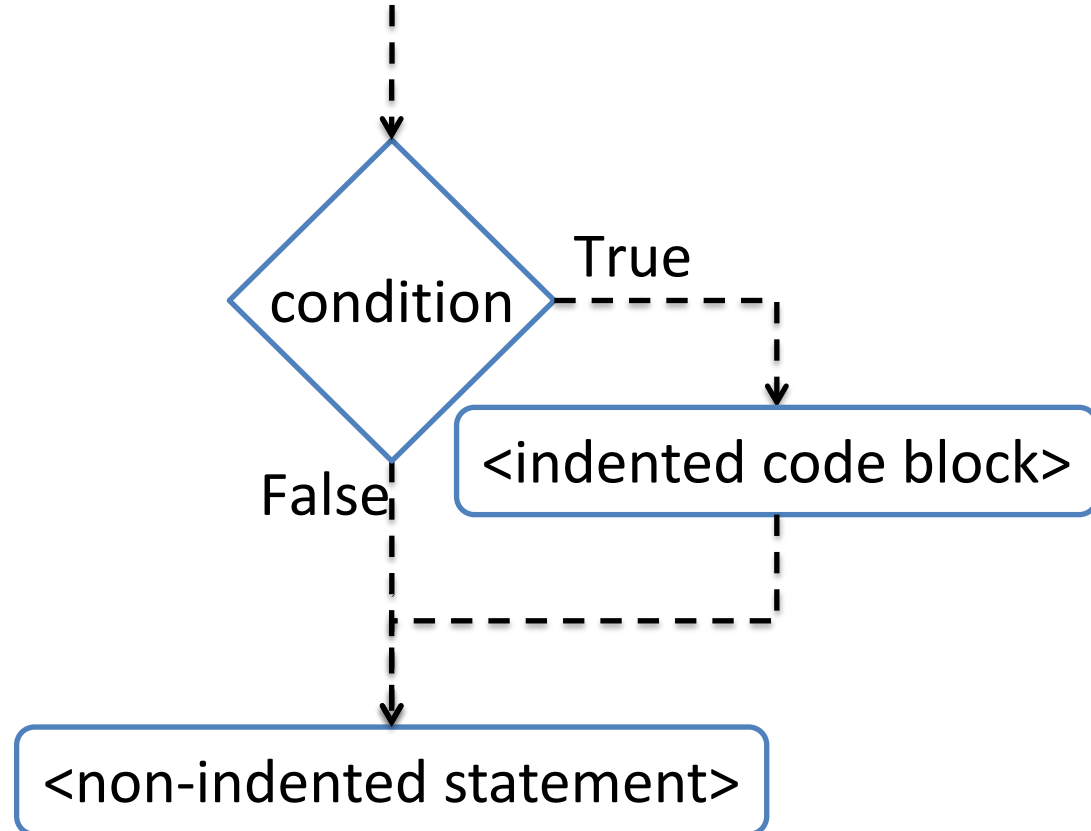 True
condition
<indented code block>
False
<non-indented statement>